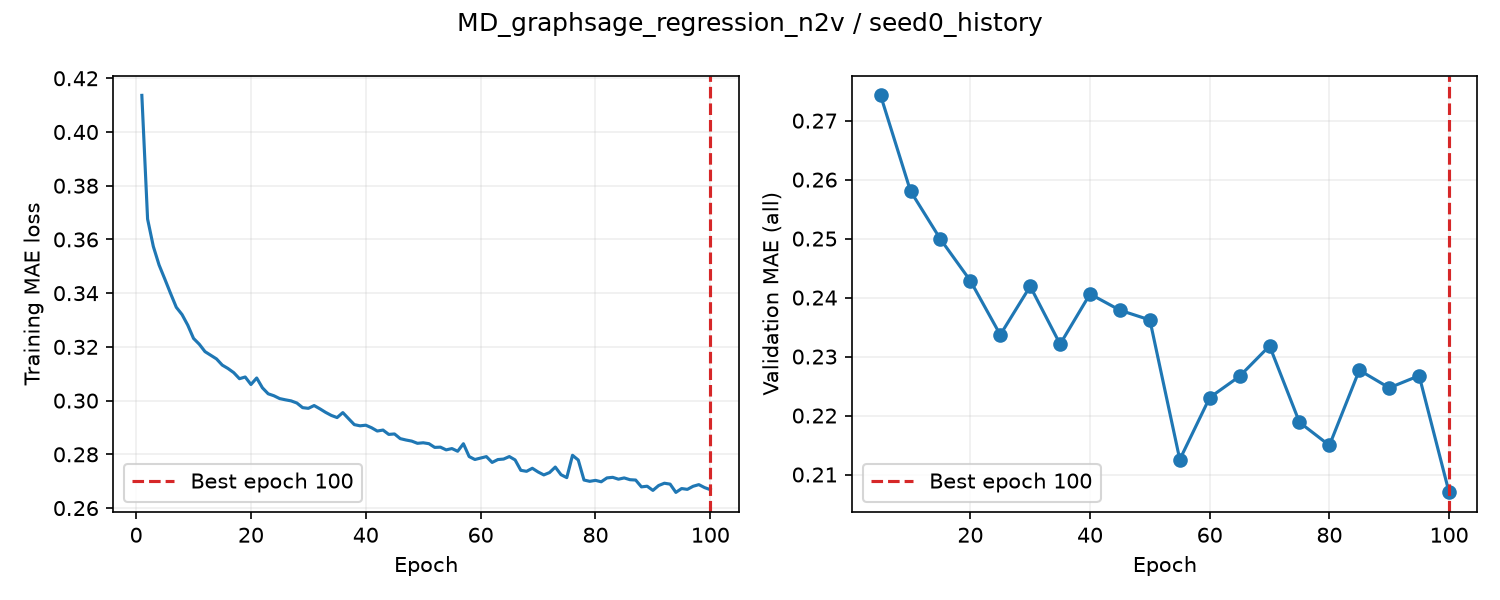 MD_graphsage_regression_n2v / seed0_history
Training MAE loss
0.42
0.40
0.38
0.36
0.34
0.32
0.30
0.28
0.26
Best epoch 100
0 20 40 60 80 100
Epoch
Validation MAE (all)
0.27
0.26
0.25
0.24
0.23
0.22
0.21
Best epoch 100
20 40 60 80 100
Epoch